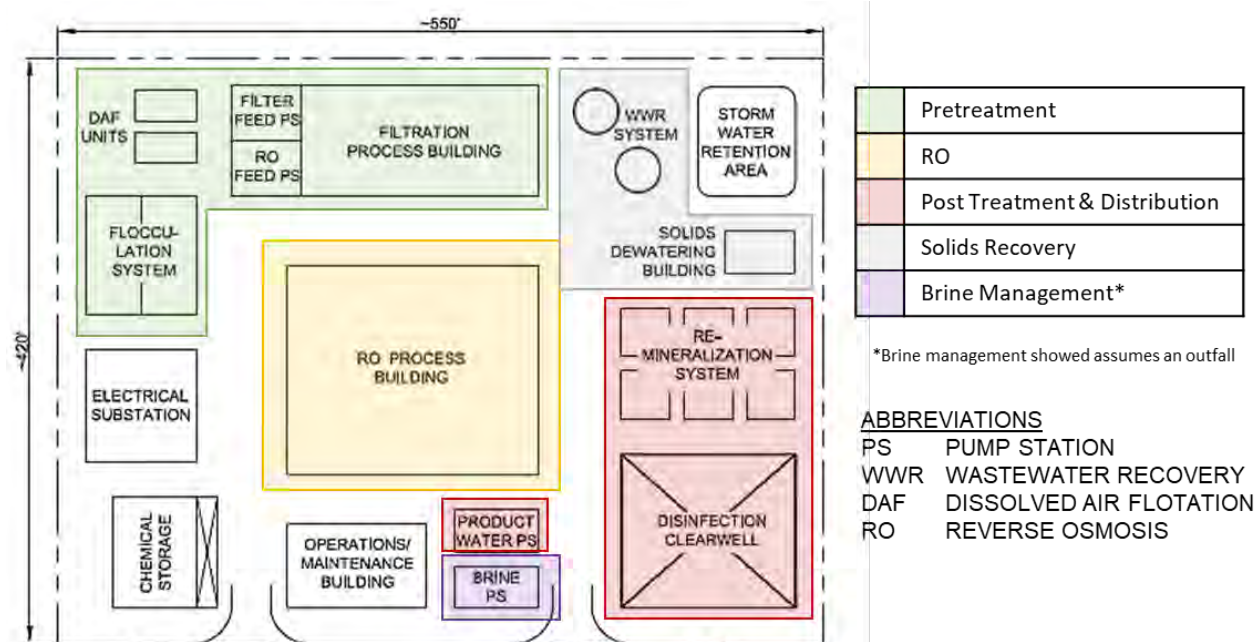 ~550'
~420'
DAF
UNITS
FILTER
FEED PS
RO
FEED PS
FILTRATION
PROCESS BUILDING
WWR
SYSTEM
STORM
WATER
RETENTION
AREA
FLOCCU-
LATION
SYSTEM
SOLIDS
DEWATERING
BUILDING
RO PROCESS
BUILDING
RE-
MINERALIZATION
SYSTEM
ELECTRICAL
SUBSTATION
CHEMICAL
STORAGE
OPERATIONS/
MAINTENANCE
BUILDING
PRODUCT
WATER PS
BRINE
PS
DISINFECTION
CLEARWELL
Pretreatment
RO
Post Treatment & Distribution
Solids Recovery
Brine Management*
*Brine management showed assumes an outfall
ABBREVIATIONS
PS PUMP STATION
WWR WASTEWATER RECOVERY
DAF DISSOLVED AIR FLOTATION
RO REVERSE OSMOSIS